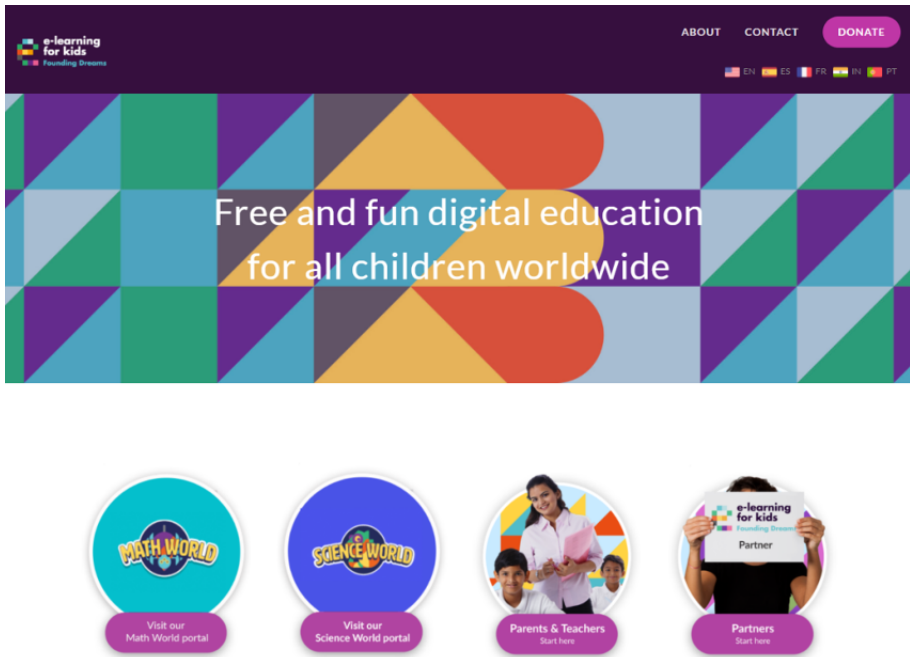 e-learning
for kids
Founding Dreams
ABOUT CONTACT DONATE
EN ES FR IN PT
Free and fun digital education
for all children worldwide
MATH WORLD
SCIENCE WORLD
e-learning
for kids
Founding Dreams
Partner
Visit our
Math World portal
Visit our
Science World portal
Parents & Teachers
Start here
Partners
Start here